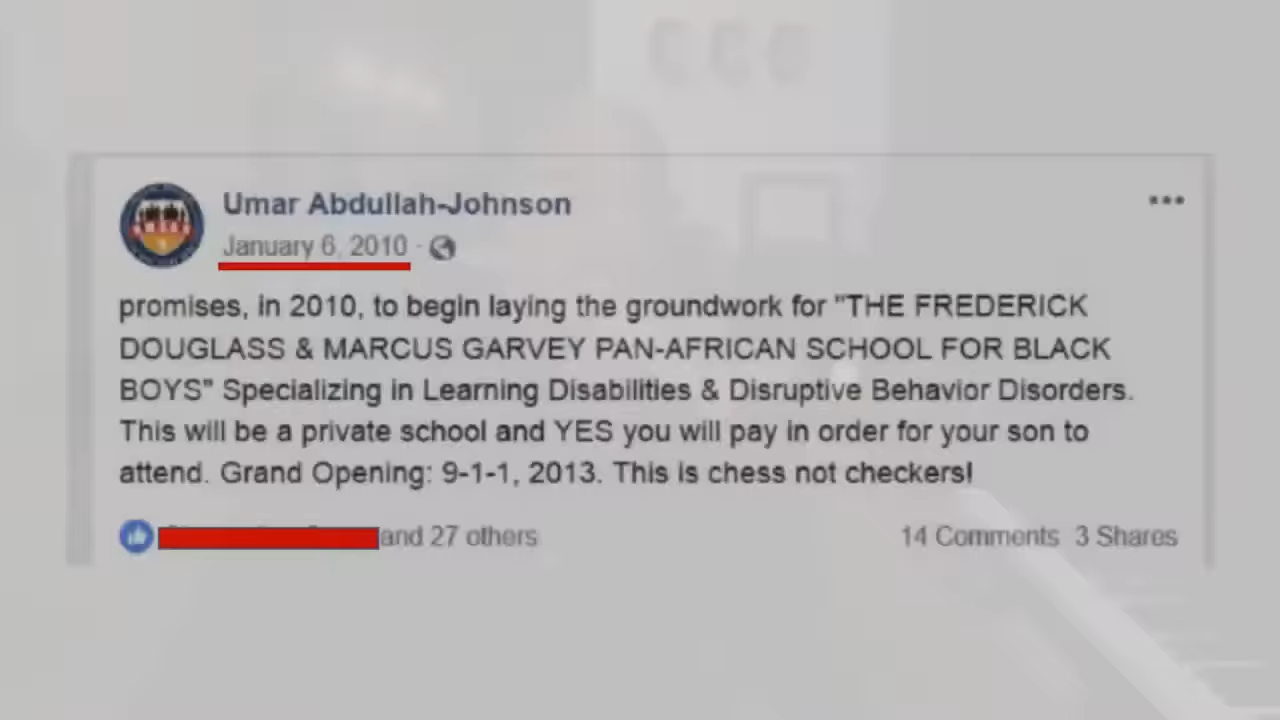 Umar Abdullah-Johnson
January 6, 2010
promises, in 2010, to begin laying the groundwork for "THE FREDERICK
DOUGLASS & MARCUS GARVEY PAN-AFRICAN SCHOOL FOR BLACK
BOYS" Specializing in Learning Disabilities & Disruptive Behavior Disorders.
This will be a private school and YES you will pay in order for your son to
attend. Grand Opening: 9-1-1, 2013. This is chess not checkers!
and 27 others 14 Comments 3 Shares